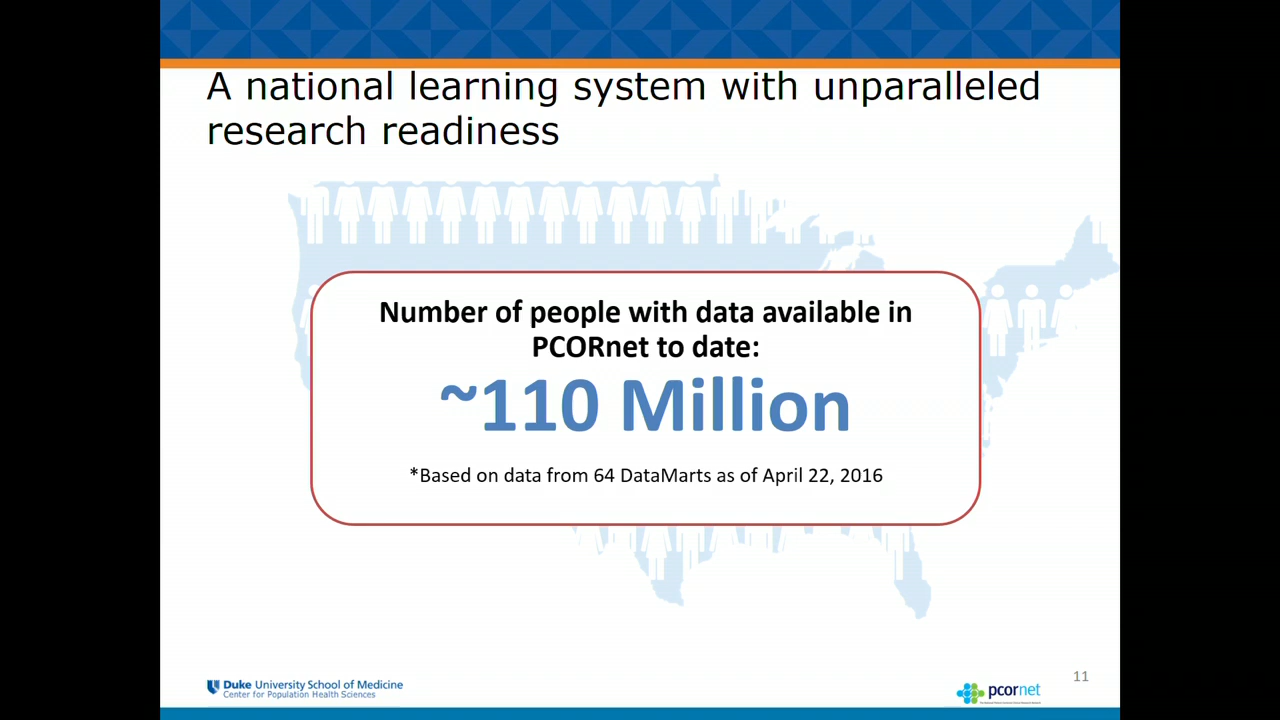 A national learning system with unparalleled
research readiness
Number of people with data available in
PCORnet to date:
~110 Million
*Based on data from 64 DataMarts as of April 22, 2016
Duke University School of Medicine
Center for Population Health Sciences
pcornet
11